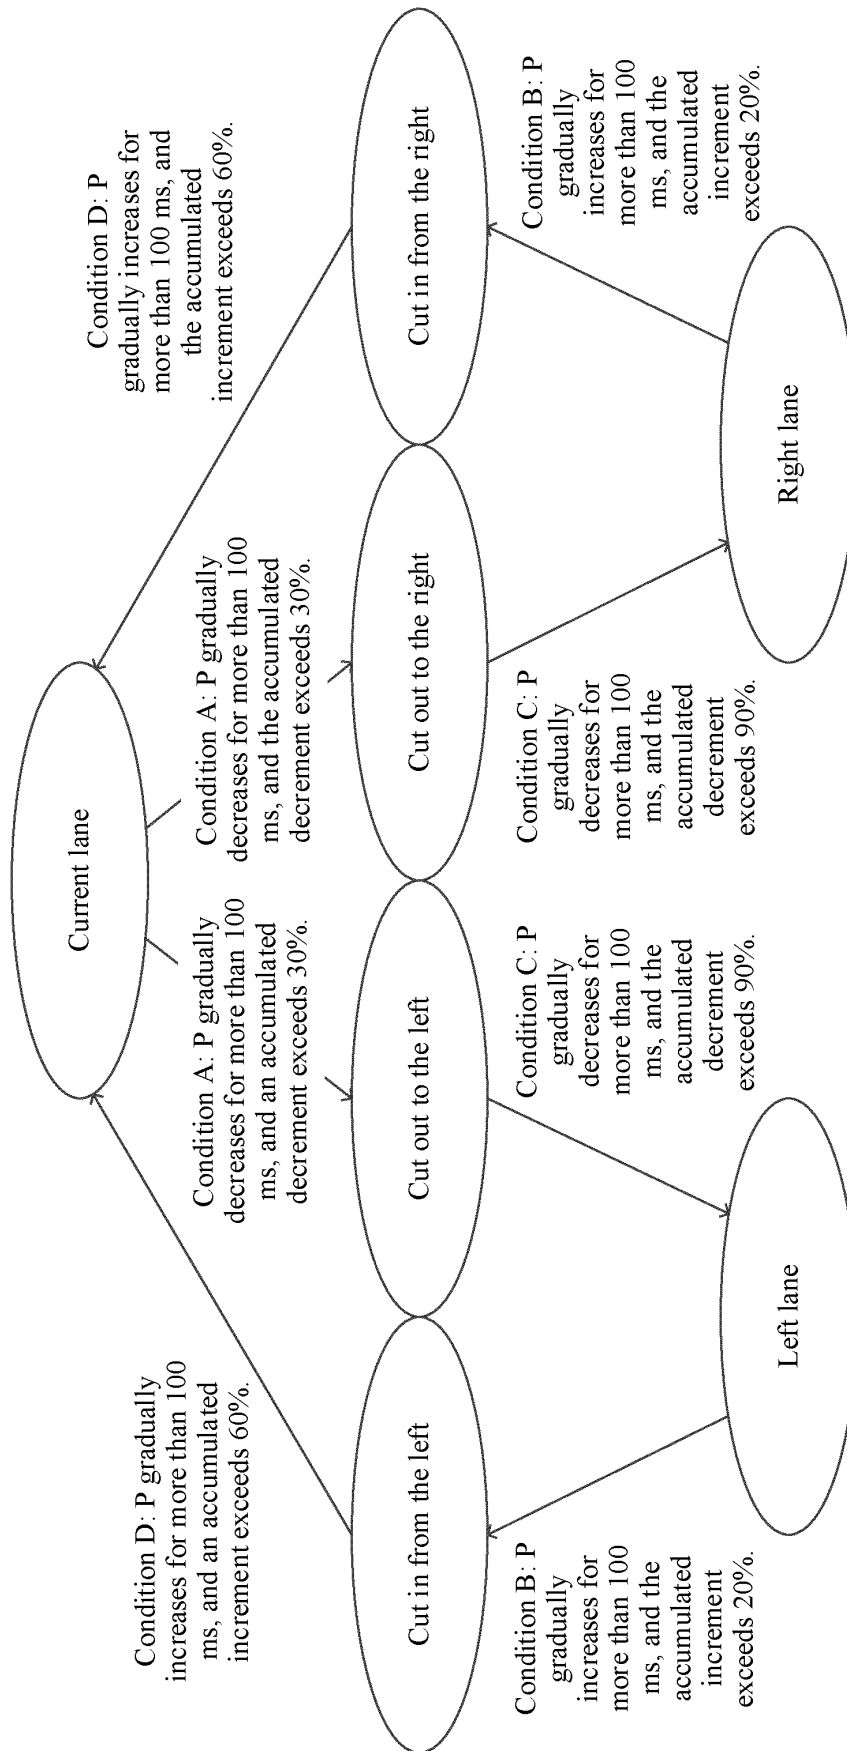 Current lane
Condition D: P gradually
increases for more than 100
ms, and an accumulated
increment exceeds 60%.
Condition D: P
gradually increases for
more than 100 ms, and
the accumulated
increment exceeds 60%.
Condition A: P gradually
decreases for more than 100
ms, and an accumulated
decrement exceeds 30%.
Condition A: P gradually
decreases for more than 100
ms, and the accumulated
decrement exceeds 30%.
Cut in from the left
Cut out to the left
Cut out to the right
Cut in from the right
Condition B: P
gradually
increases for
more than 100
ms, and the
accumulated
increment
exceeds 20%.
Condition C: P
gradually
decreases for
more than 100
ms, and the
accumulated
decrement
exceeds 90%.
Condition C: P
gradually
decreases for
more than 100
ms, and the
accumulated
decrement
exceeds 90%.
Condition B: P
gradually
increases for
more than 100
ms, and the
accumulated
increment
exceeds 20%.
Left lane
Right lane